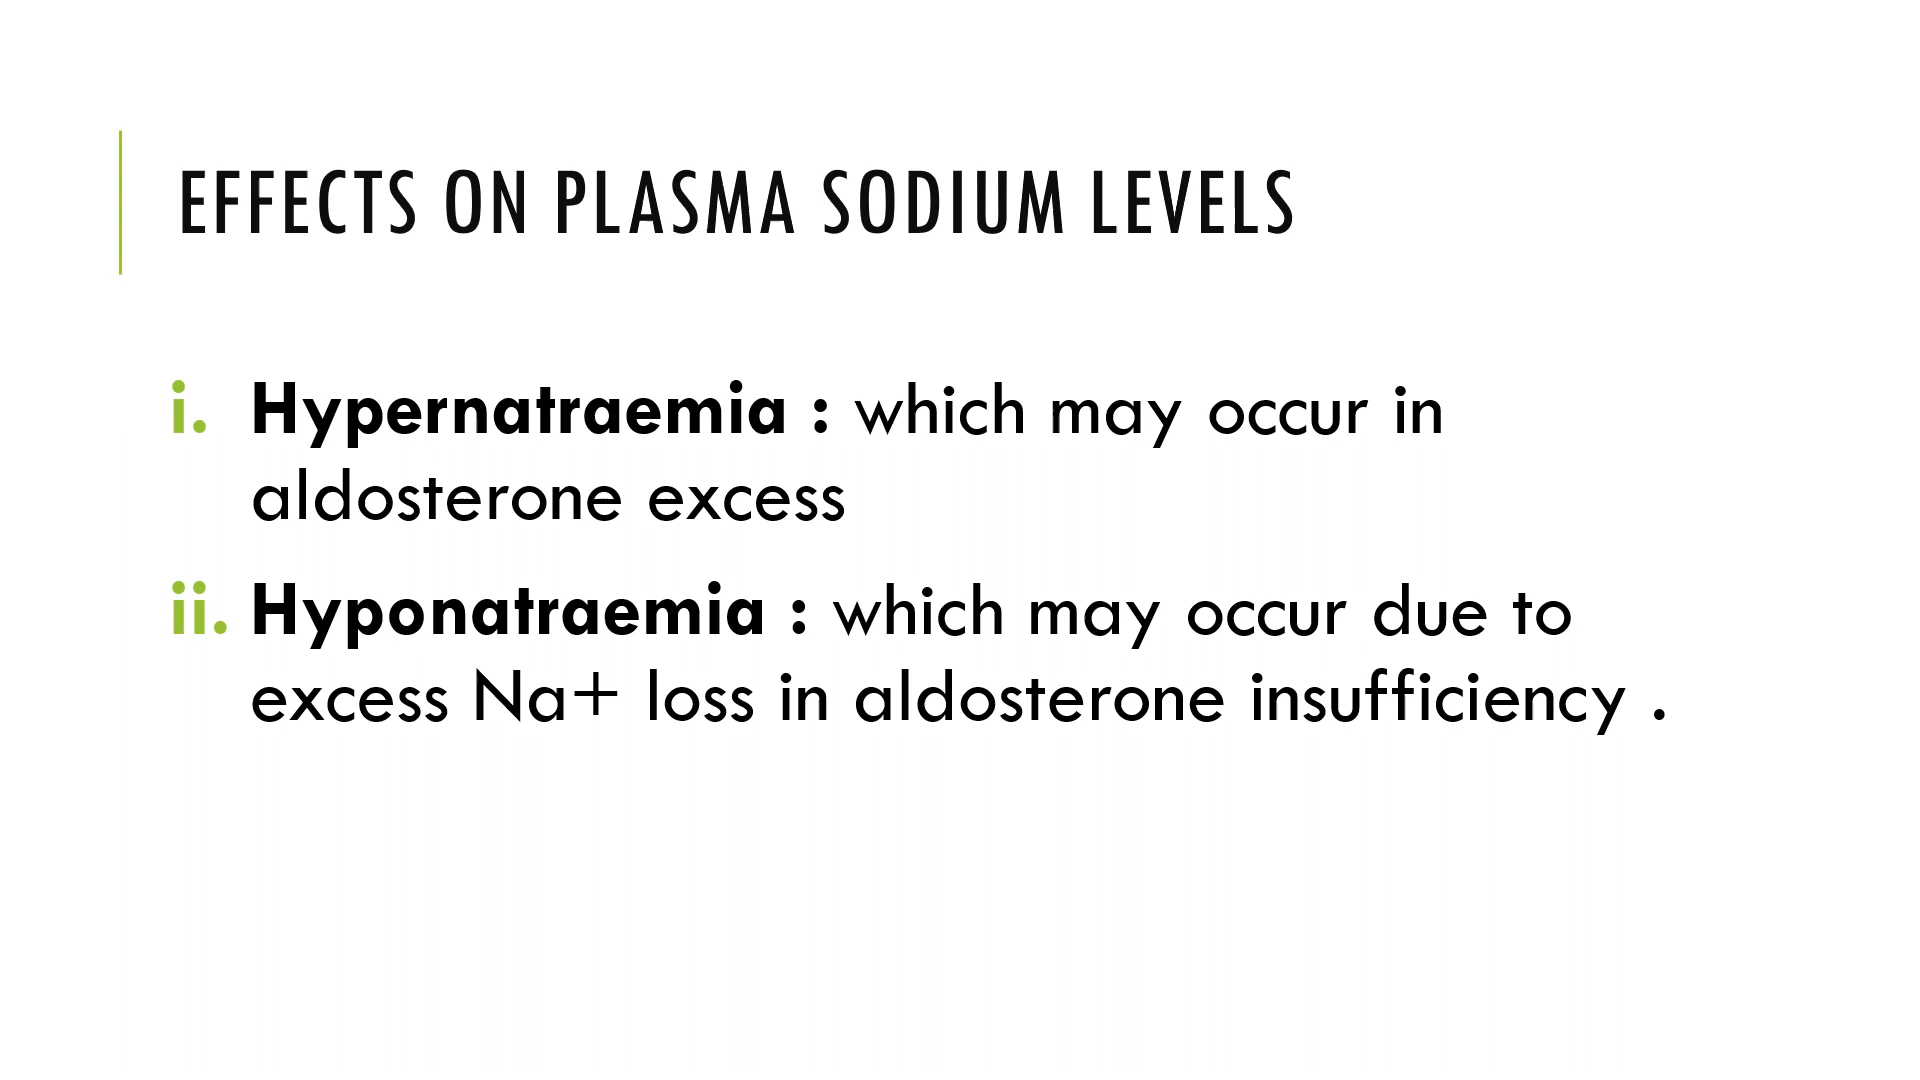 EFFECTS ON PLASMA SODIUM LEVELS
i. Hypernatraemia : which may occur in
aldosterone excess
ii. Hyponatraemia : which may occur due to
excess Na+ loss in aldosterone insufficiency .